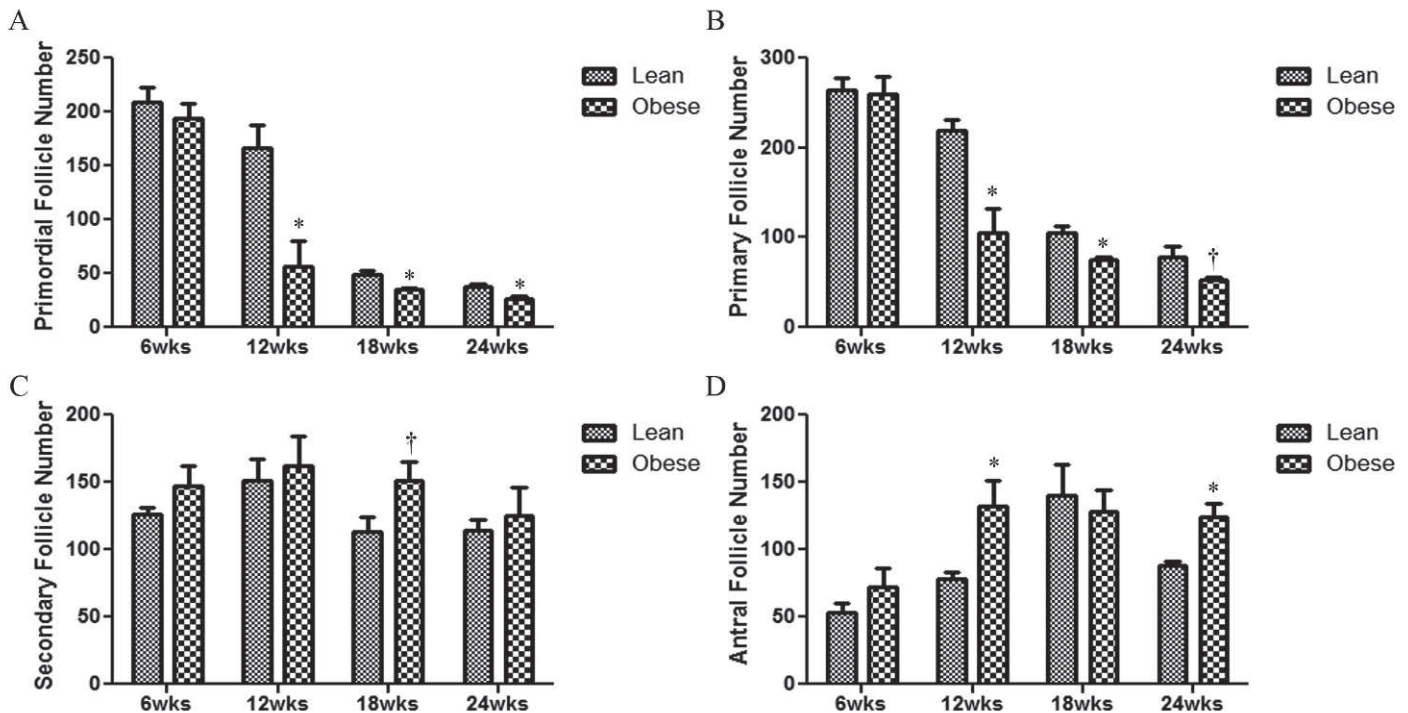 A
Primordial Follicle Number
250
200
150
100
50
0
*
*
*
6wks 12wks 18wks 24wks
Lean
Obese
B
Primary Follicle Number
300
200
100
0
*
*
†
6wks 12wks 18wks 24wks
Lean
Obese
C
Secondary Follicle Number
200
150
100
50
0
†
6wks 12wks 18wks 24wks
Lean
Obese
D
Antral Follicle Number
200
150
100
50
0
*
*
6wks 12wks 18wks 24wks
Lean
Obese